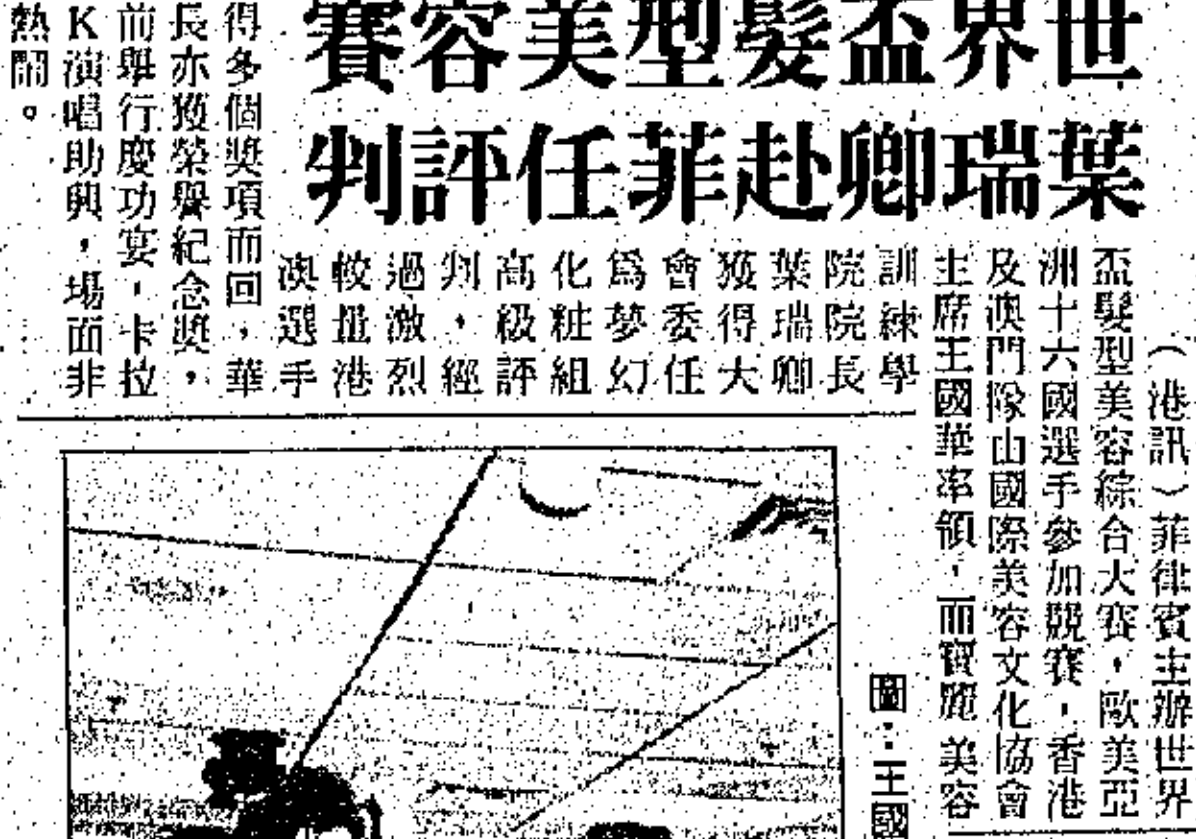 世界盃髮型美容賽
葉瑞卿赴菲任評判
（港訊）菲律賓主辦世界
盃髮型美容綜合大賽，歐美亞
洲十六國選手參加競賽，香港
及澳門隊由國際美容文化協會
主席王國華率領，而寶麗美容
訓練學
院院長
葉瑞卿
獲得大
會委任
為夢幻
化粧組
高級評
判，經
過激烈
較量港
澳選手
得多個獎項而回，華
長亦獲榮譽紀念獎，
前舉行慶功宴，卡拉
K演唱助興，場面非
熱鬧。
圖：王國